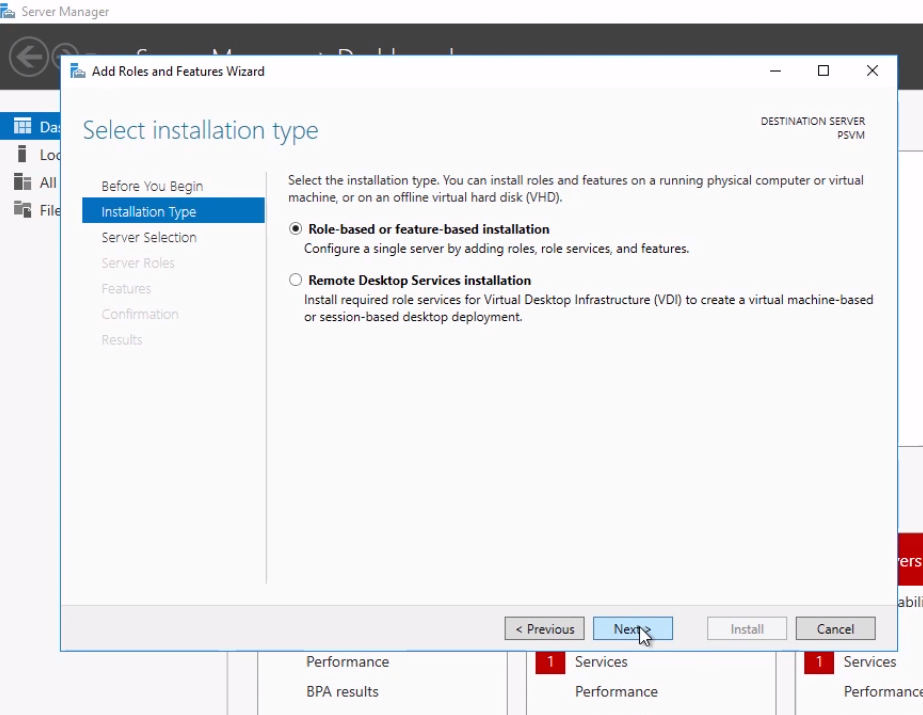 Server Manager
Add Roles and Features Wizard
Select installation type
DESTINATION SERVER
PSVM
Before You Begin
Installation Type
Server Selection
Server Roles
Features
Confirmation
Results
Select the installation type. You can install roles and features on a running physical computer or virtual
machine, or on an offline virtual hard disk (VHD).
Role-based or feature-based installation
Configure a single server by adding roles, role services, and features.
Remote Desktop Services installation
Install required role services for Virtual Desktop Infrastructure (VDI) to create a virtual machine-based
or session-based desktop deployment.
All
< Previous
Next >
Install
Cancel
Performance
BPA results
1 Services
Performance
1 Services
Performance